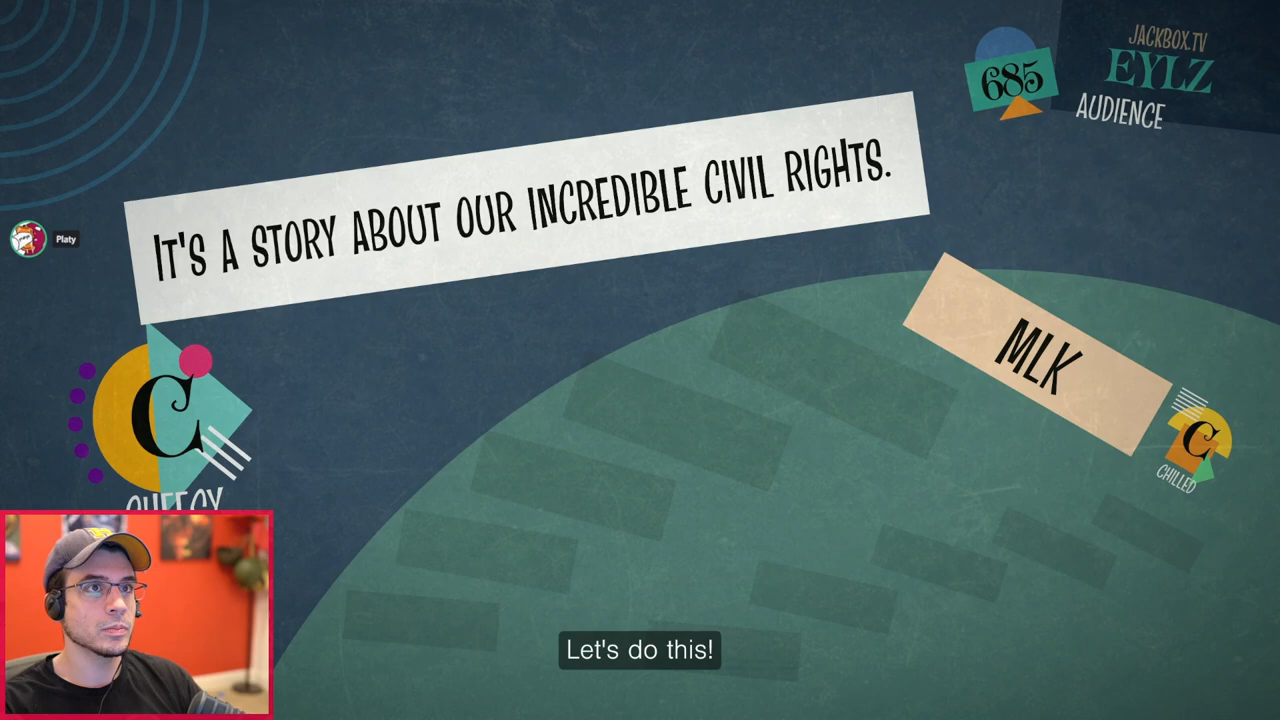 JACKBOX.TV
EYLZ
685
AUDIENCE
IT'S A STORY ABOUT OUR INCREDIBLE CIVIL RIGHTS.
Platy
MLK
C
C
CHILLED
Let's do this!